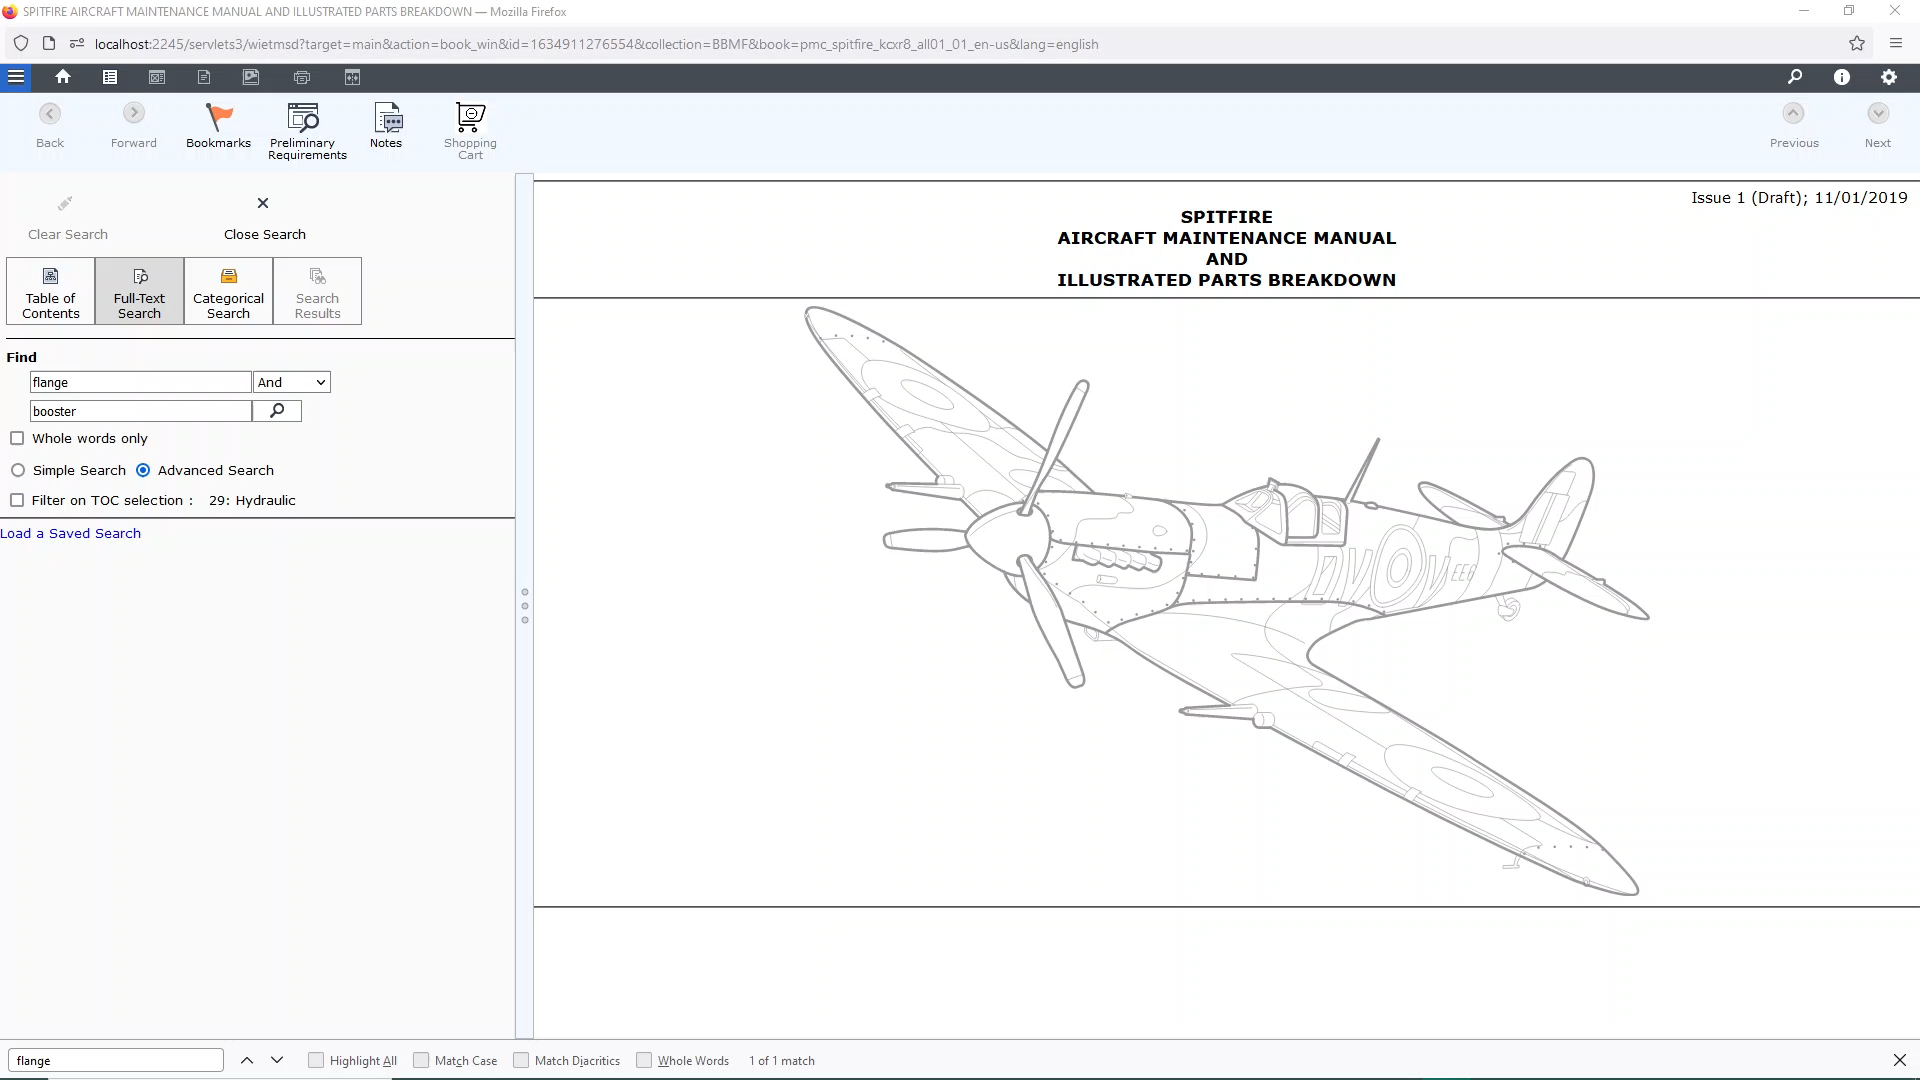 SPITFIRE AIRCRAFT MAINTENANCE MANUAL AND ILLUSTRATED PARTS BREAKDOWN — Mozilla Firefox
localhost:2245/servlets3/wietmsd?target=main&action=book_win&id=1634911276554&collection=BBMF&book=pmc_spitfire_kcxr8_all01_01_en-us&lang=english
Back
Forward
Bookmarks
Preliminary
Requirements
Notes
Shopping
Cart
Previous
Next
Clear Search
Close Search
Table of
Contents
Full-Text
Search
Categorical
Search
Search
Results
Find
flange
And
booster
Whole words only
Simple Search
Advanced Search
Filter on TOC selection :
29: Hydraulic
Load a Saved Search
Issue 1 (Draft); 11/01/2019
SPITFIRE
AIRCRAFT MAINTENANCE MANUAL
AND
ILLUSTRATED PARTS BREAKDOWN
flange
Highlight All
Match Case
Match Diacritics
Whole Words
1 of 1 match